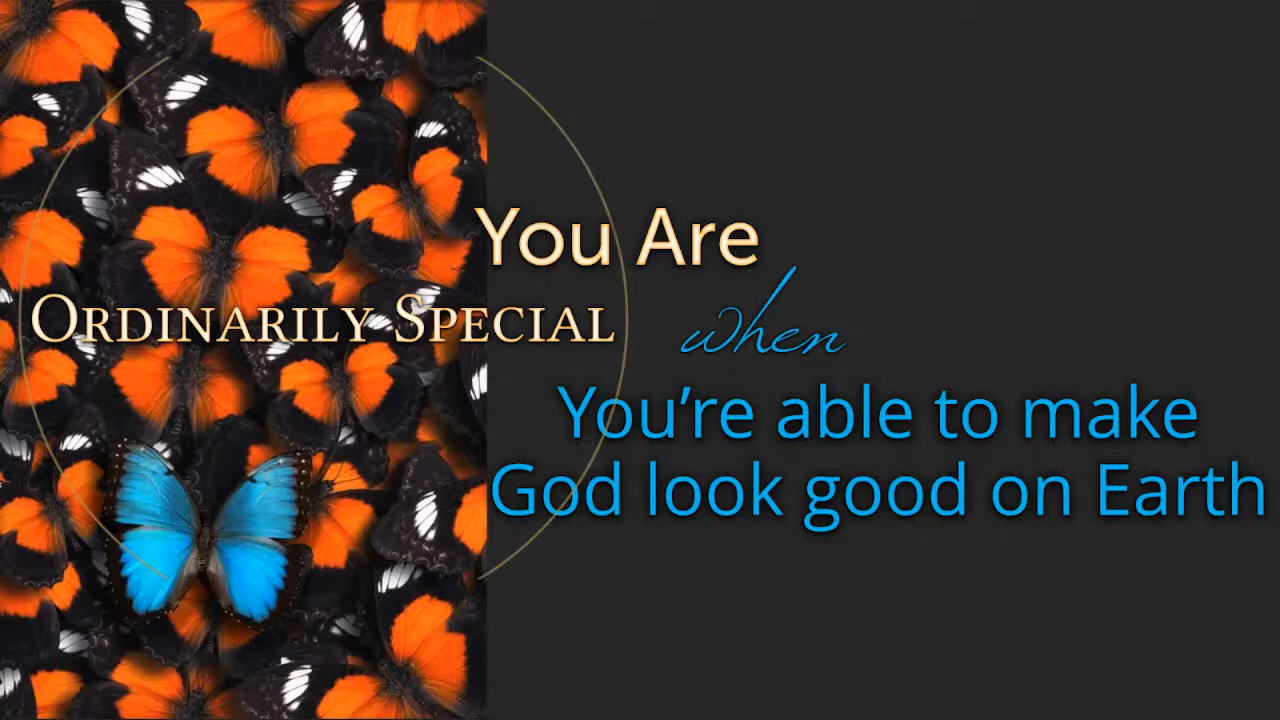 You Are
Ordinarily Special
when
You’re able to make
God look good on Earth